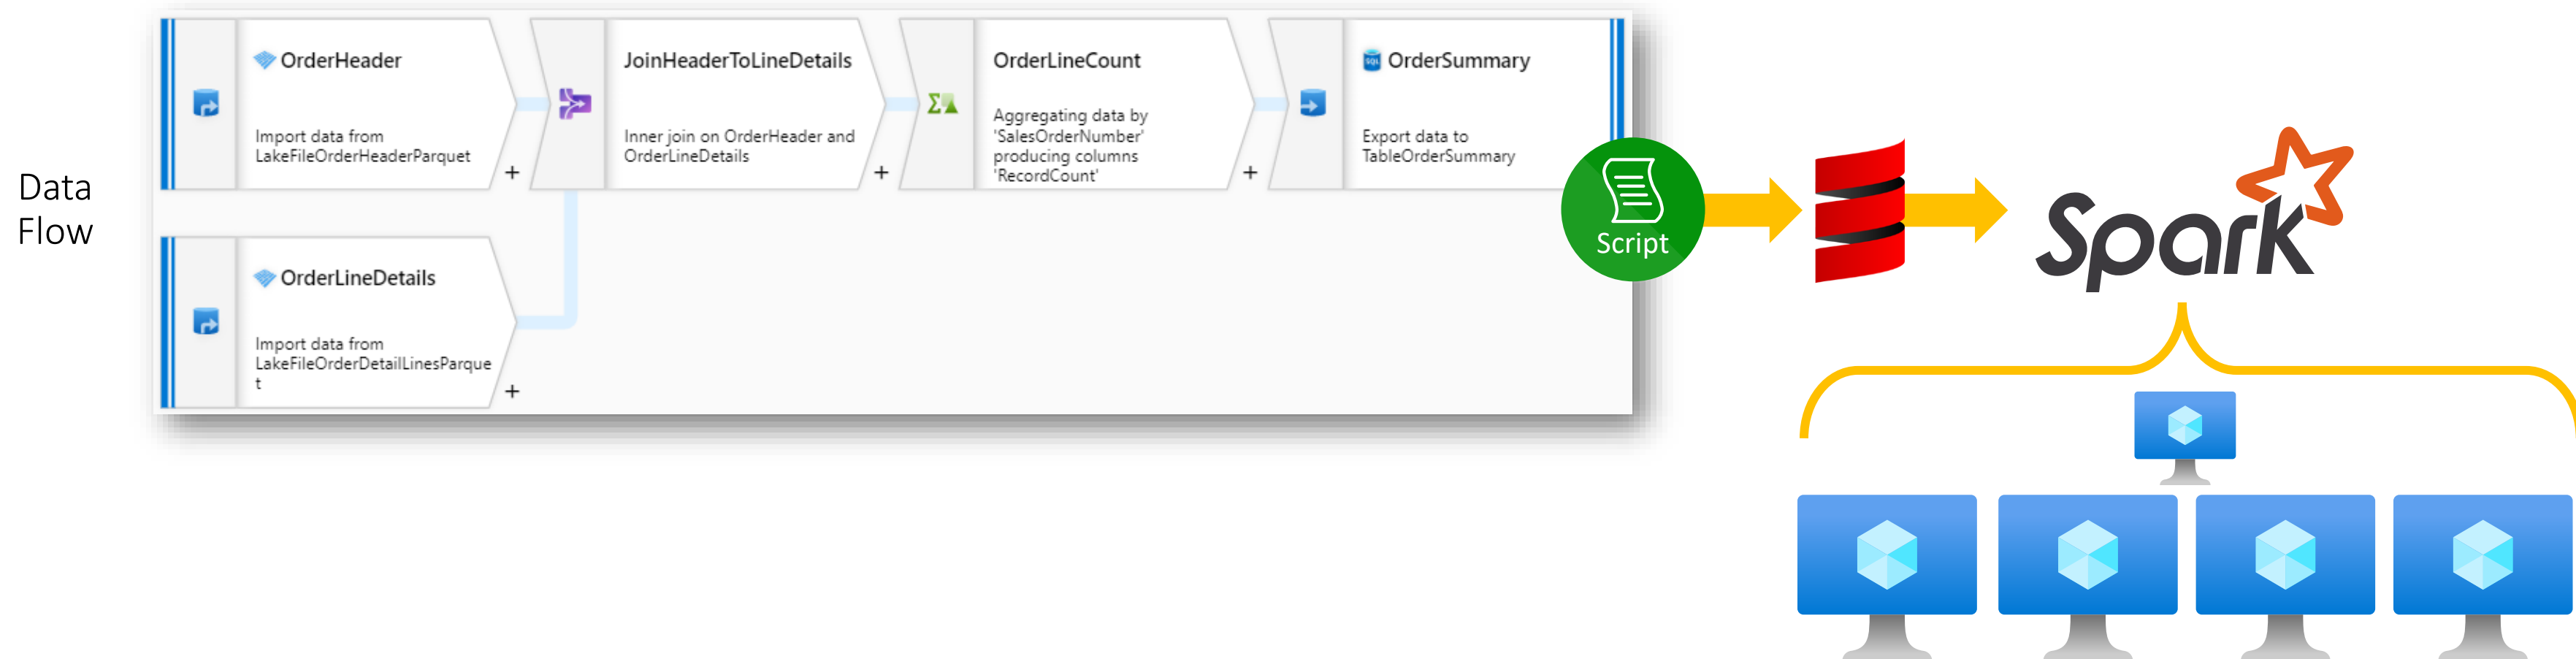 Data
Flow
OrderHeader
Import data from
LakeFileOrderHeaderParquet
+
JoinHeaderToLineDetails
Inner join on OrderHeader and
OrderLineDetails
+
OrderLineCount
Aggregating data by
'SalesOrderNumber'
producing columns
'RecordCount'
+
SQL
OrderSummary
Export data to
TableOrderSummary
OrderLineDetails
Import data from
LakeFileOrderDetailLinesParque
t
+
Script
Spark